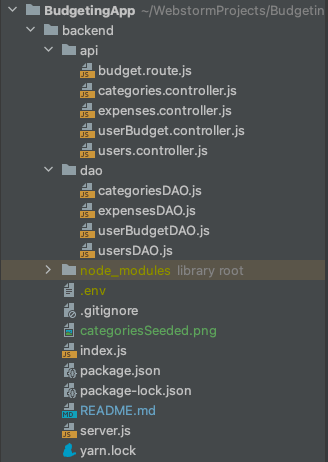 BudgetingApp ~/WebstormProjects/Budgetin
backend
api
budget.route.js
categories.controller.js
expenses.controller.js
userBudget.controller.js
users.controller.js
dao
categoriesDAO.js
expensesDAO.js
userBudgetDAO.js
usersDAO.js
node_modules library root
.env
.gitignore
categoriesSeeded.png
index.js
package.json
package-lock.json
README.md
server.js
yarn.lock